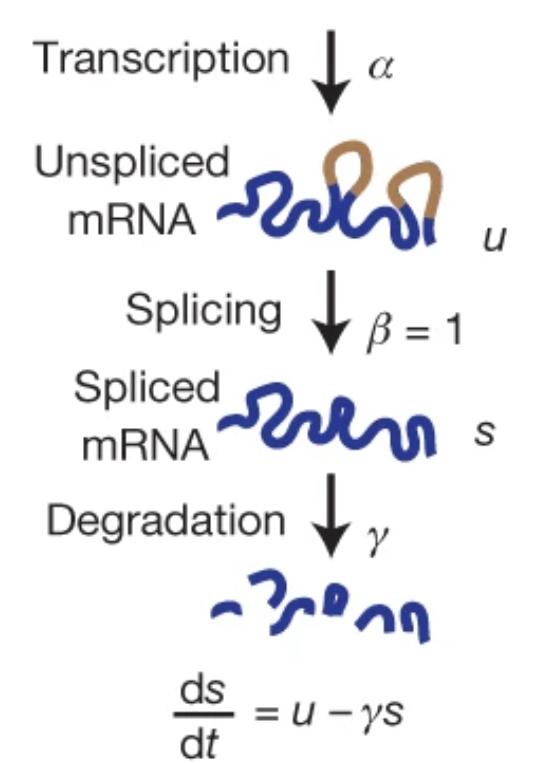 Transcription α
Unspliced
mRNA
u
Splicing β = 1
Spliced
mRNA
s
Degradation γ
ds/dt = u − γs